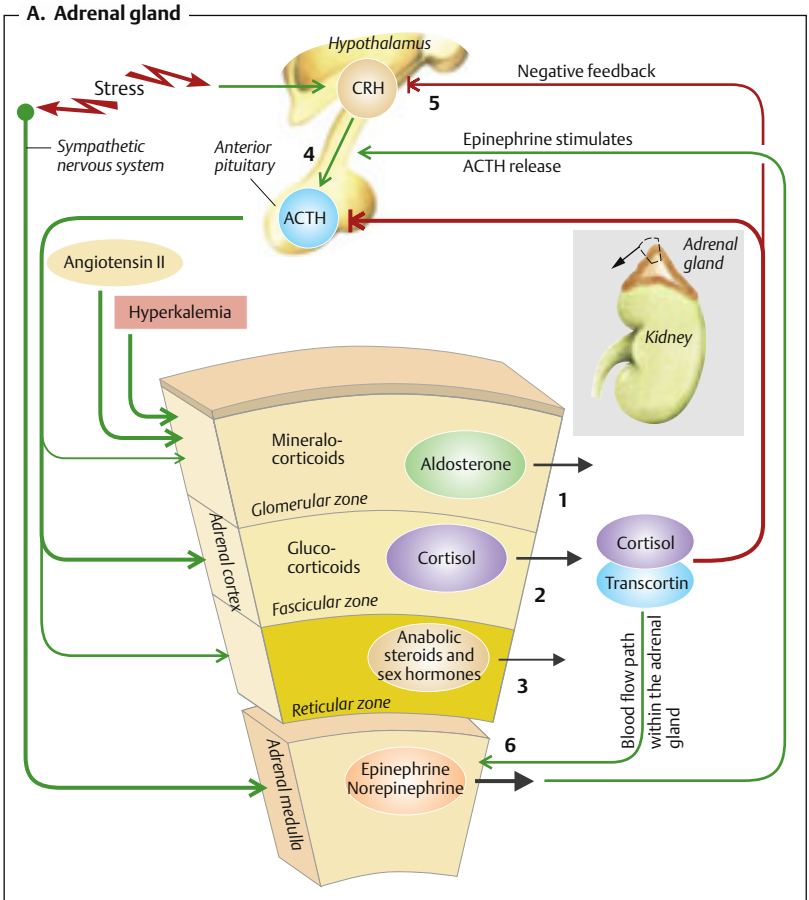 A. Adrenal gland
Hypothalamus
Stress
CRH
Negative feedback
5
Sympathetic
nervous system
Anterior
pituitary
4
Epinephrine stimulates
ACTH release
ACTH
Angiotensin II
Hyperkalemia
Adrenal
gland
Kidney
Mineralo-
corticoids
Aldosterone
Glomerular zone
1
Adrenal cortex
Gluco-
corticoids
Cortisol
Fascicular zone
2
Cortisol
Transcortin
Anabolic
steroids and
sex hormones
Reticular zone
3
Blood flow path
within the adrenal
gland
6
Adrenal medulla
Epinephrine
Norepinephrine